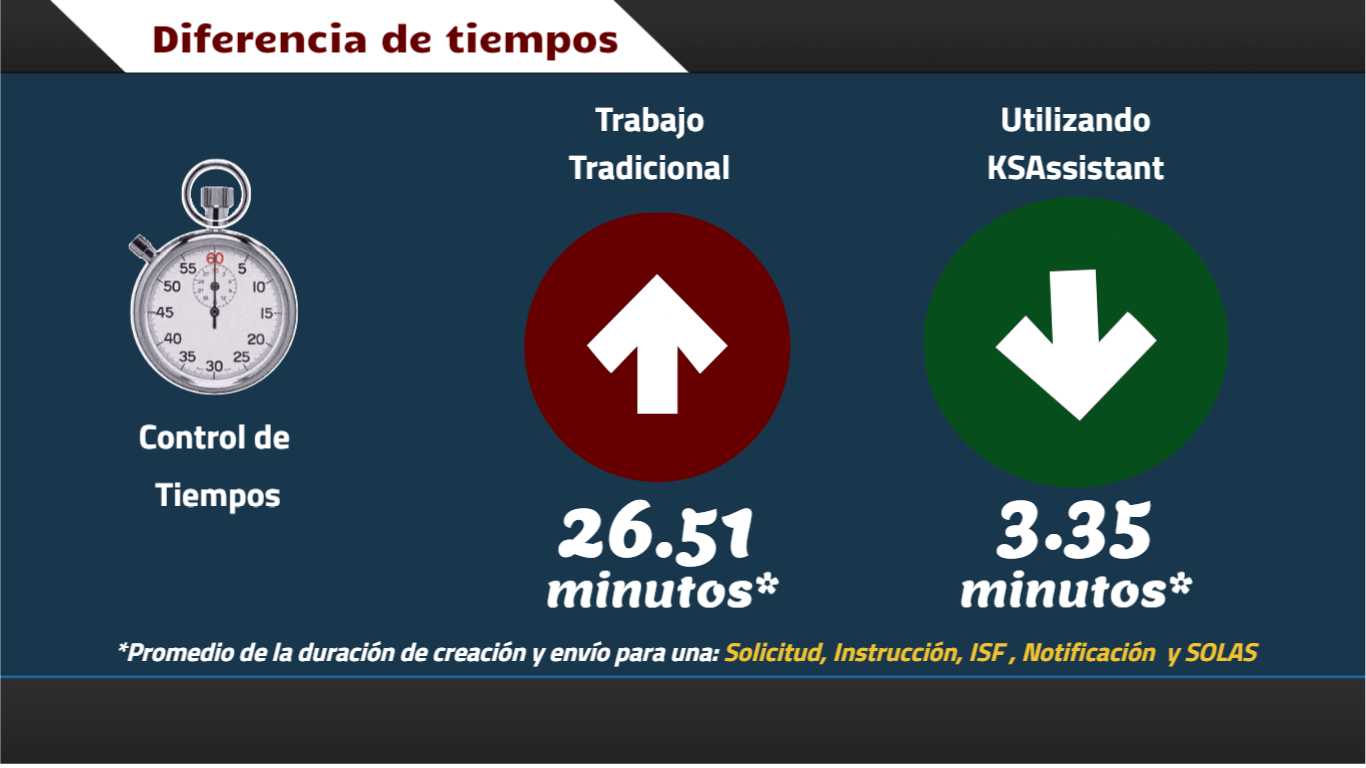 Diferencia de tiempos
Trabajo
Tradicional
Utilizando
KSAssistant
60
55
5
50
10
45
15
40
20
35
25
30
Control de
Tiempos
26.51
minutos*
3.35
minutos*
*Promedio de la duración de creación y envío para una: Solicitud, Instrucción, ISF , Notificación y SOLAS